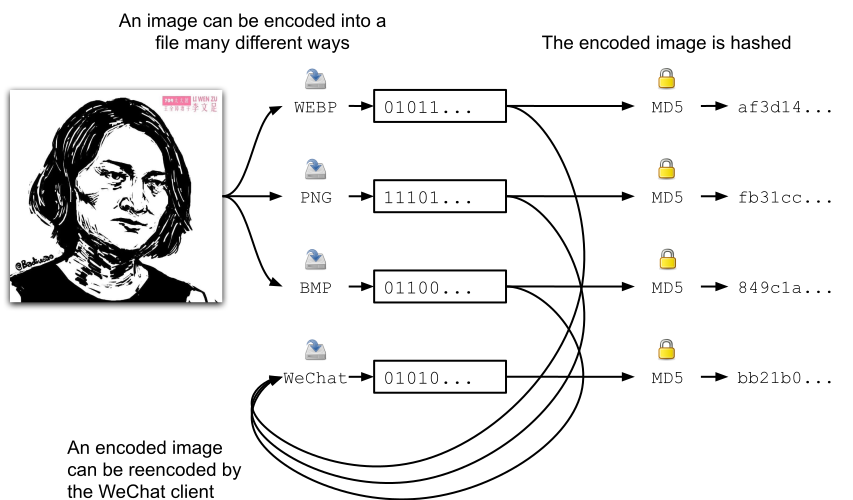 An image can be encoded into a
file many different ways
The encoded image is hashed
LI WEN ZU
李文足
@Badiucao
WEBP
01011...
MD5
af3d14...
PNG
11101...
MD5
fb31cc...
BMP
01100...
MD5
849c1a...
WeChat
01010...
MD5
bb21b0...
An encoded image
can be reencoded by
the WeChat client